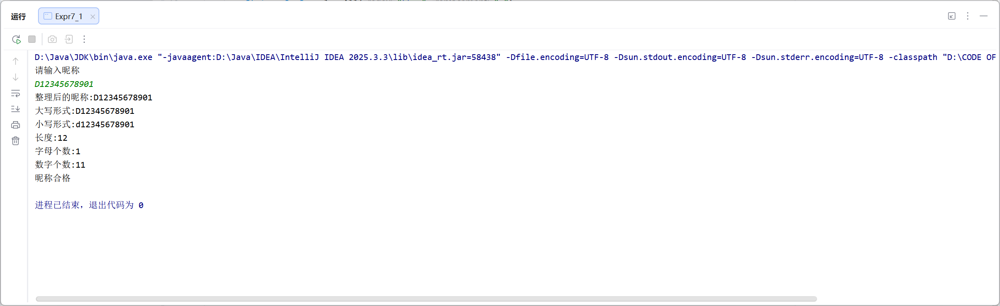 运行 Expr7_1
D:\Java\JDK\bin\java.exe "-javaagent:D:\Java\IDEA\IntelliJ IDEA 2025.3.3\lib\idea_rt.jar=58438" -Dfile.encoding=UTF-8 -Dsun.stdout.encoding=UTF-8 -Dsun.stderr.encoding=UTF-8 -classpath "D:\CODE OF
请输入昵称
D12345678901
整理后的昵称:D12345678901
大写形式:D12345678901
小写形式:d12345678901
长度:12
字母个数:1
数字个数:11
昵称合格
进程已结束，退出代码为 0